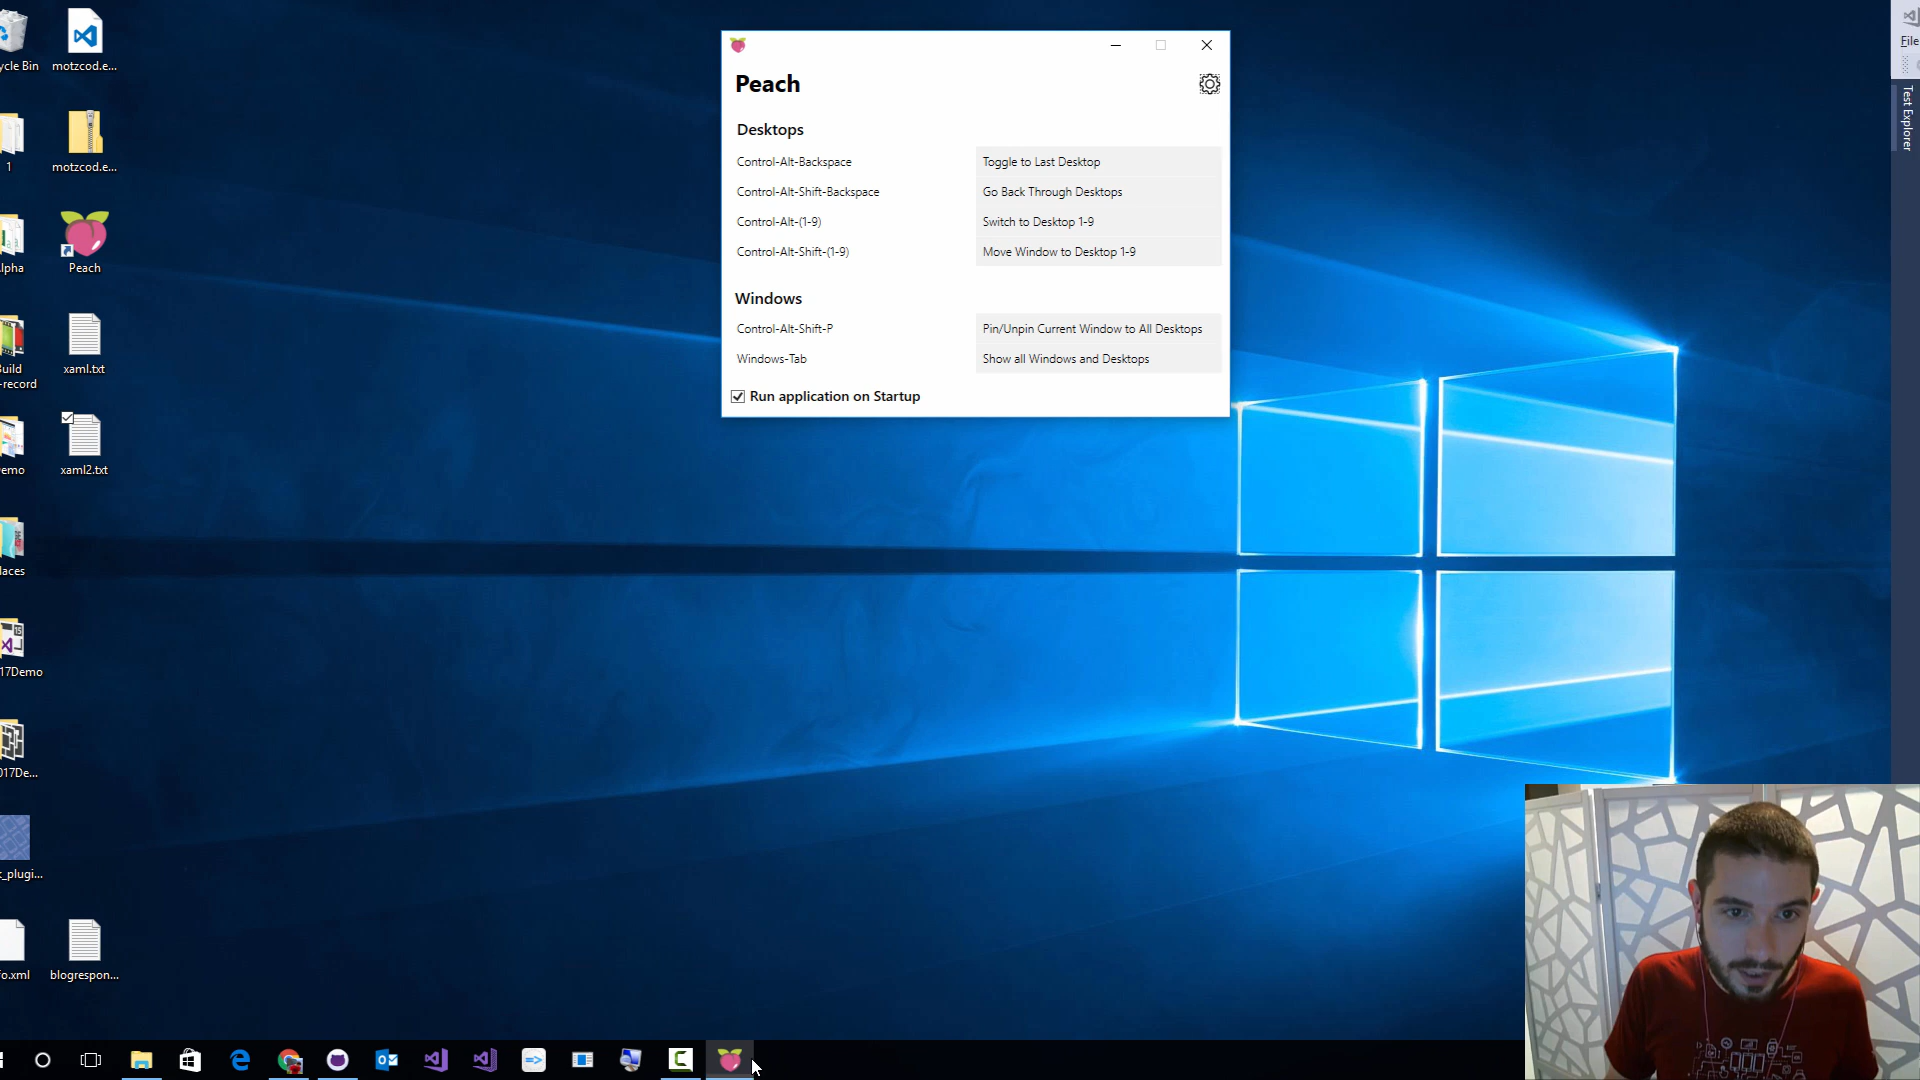 ycle Bin
motzcod.e...
1
motzcod.e...
lpha
Peach
uild
-record
xaml.txt
emo
xaml2.txt
laces
17Demo
017De...
t_plugi...
fo.xml
blogrespon...
Peach
Desktops
Control-Alt-Backspace Toggle to Last Desktop
Control-Alt-Shift-Backspace Go Back Through Desktops
Control-Alt-(1-9) Switch to Desktop 1-9
Control-Alt-Shift-(1-9) Move Window to Desktop 1-9
Windows
Control-Alt-Shift-P Pin/Unpin Current Window to All Desktops
Windows-Tab Show all Windows and Desktops
Run application on Startup
File
Test Explorer